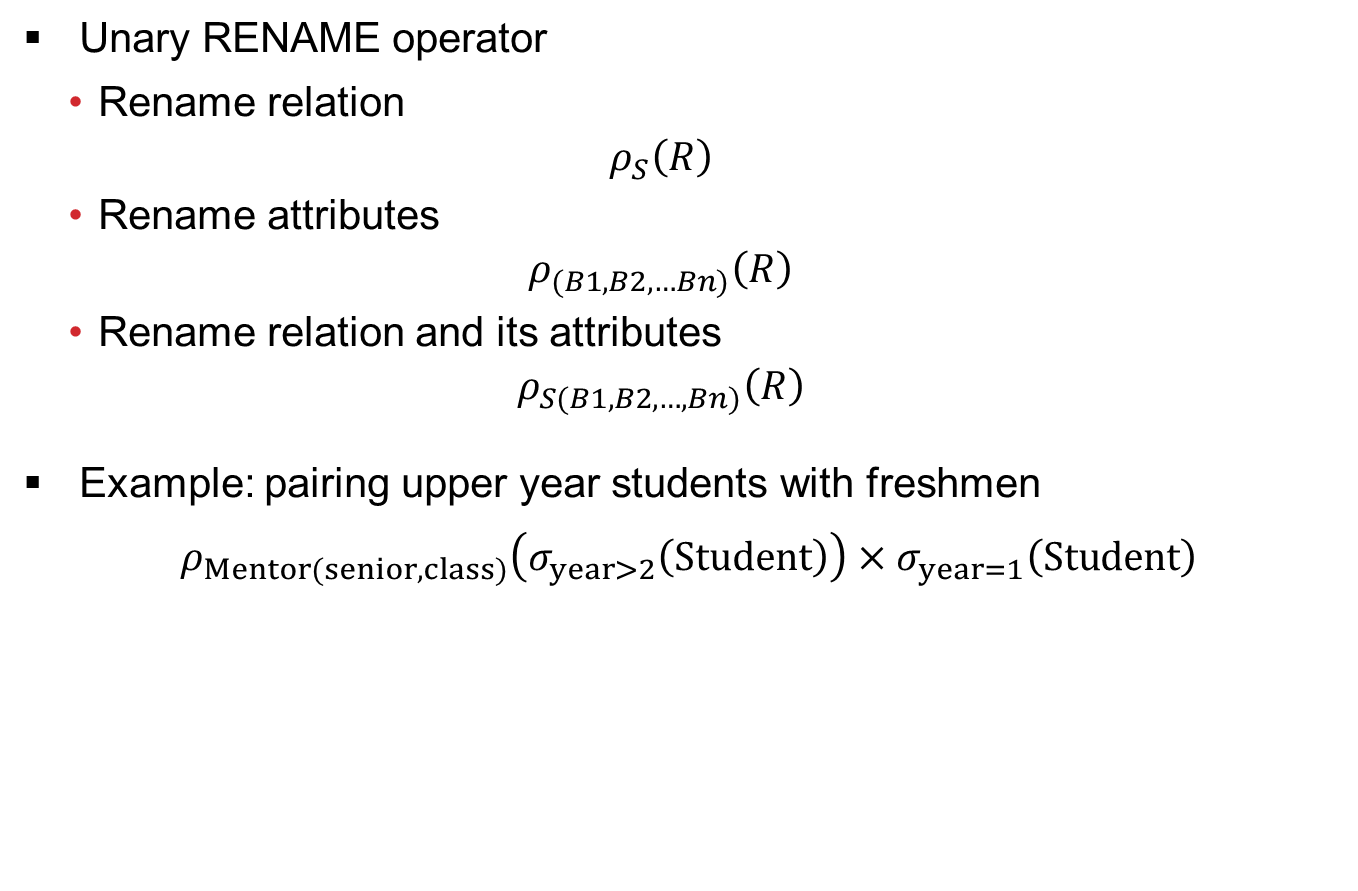 ▪ Unary RENAME operator
• Rename relation
ρ_S(R)
• Rename attributes
ρ_(B1,B2,…Bn)(R)
• Rename relation and its attributes
ρ_S(B1,B2,…,Bn)(R)
▪ Example: pairing upper year students with freshmen
ρ_Mentor(senior,class)(σ_year>2(Student)) × σ_year=1(Student)